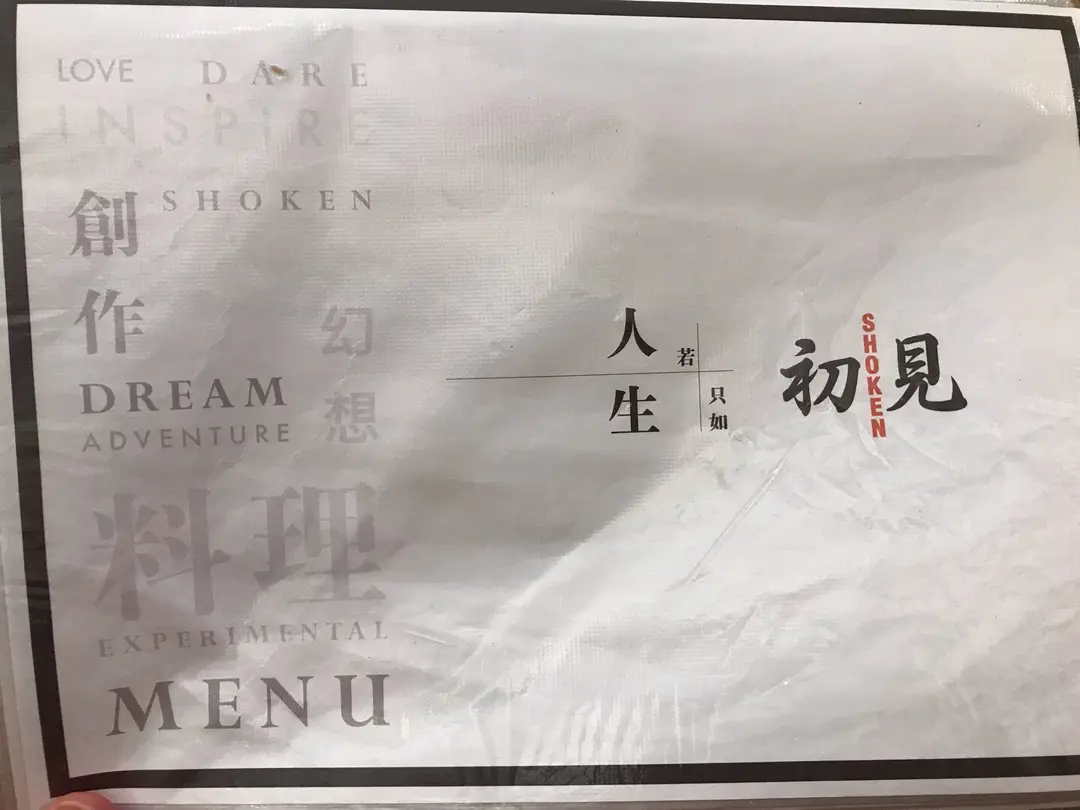 LOVE DARE
INSPIRE
SHOKEN
創作
幻想
DREAM
ADVENTURE
料理
EXPERIMENTAL
MENU
人生
若
只如
初見
SHOKEN